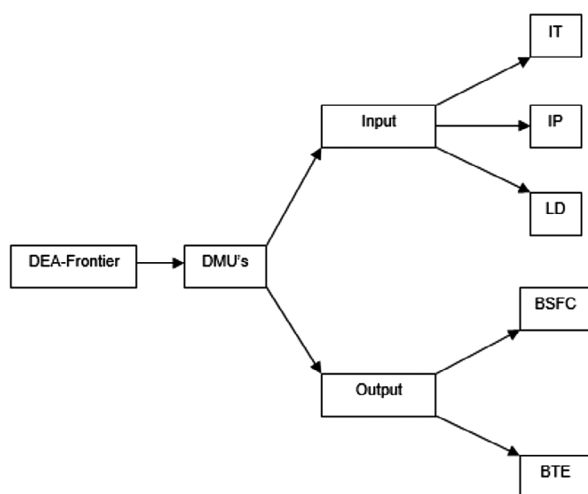 IT
Input
IP
LD
DEA-Frontier
DMU's
BSFC
Output
BTE